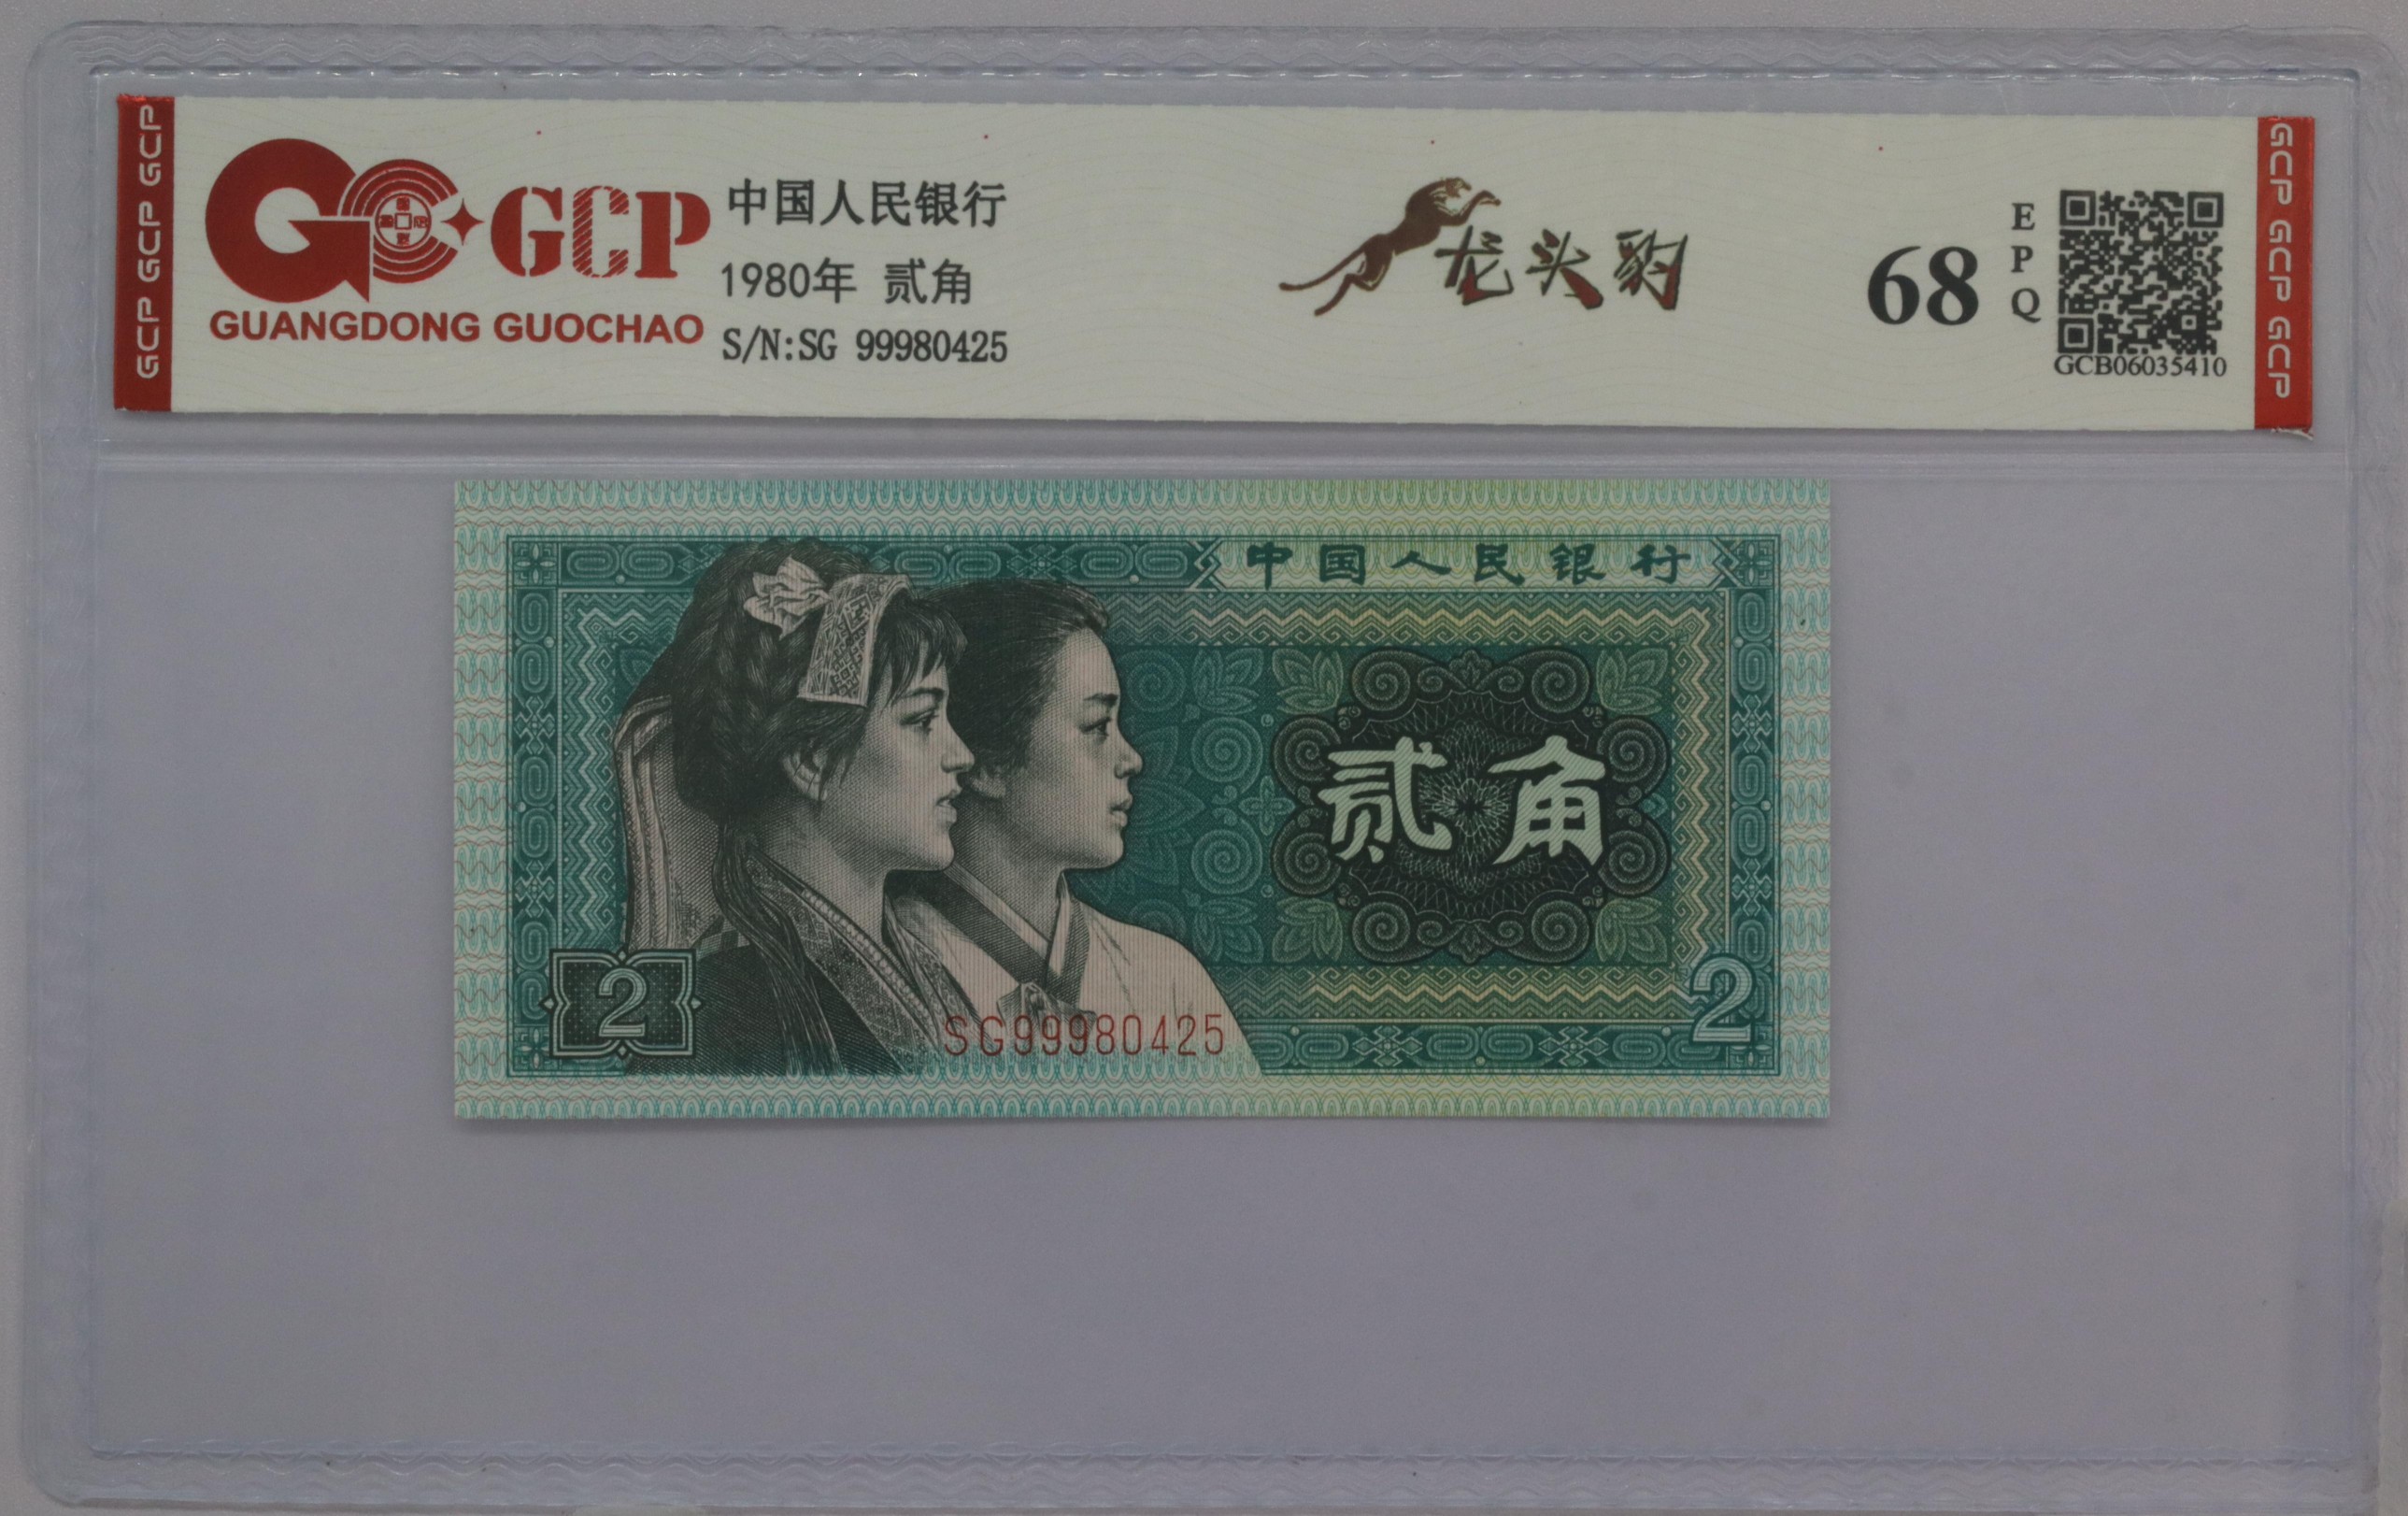 GCP GCP GCP
GCP
GUANGDONG GUOCHAO
中国人民银行
1980年 贰角
S/N:SG 99980425
龙头豹
68
EPQ
GCB06035410
GCP GCP GCP
中国人民银行
贰角
2
2
SG99980425